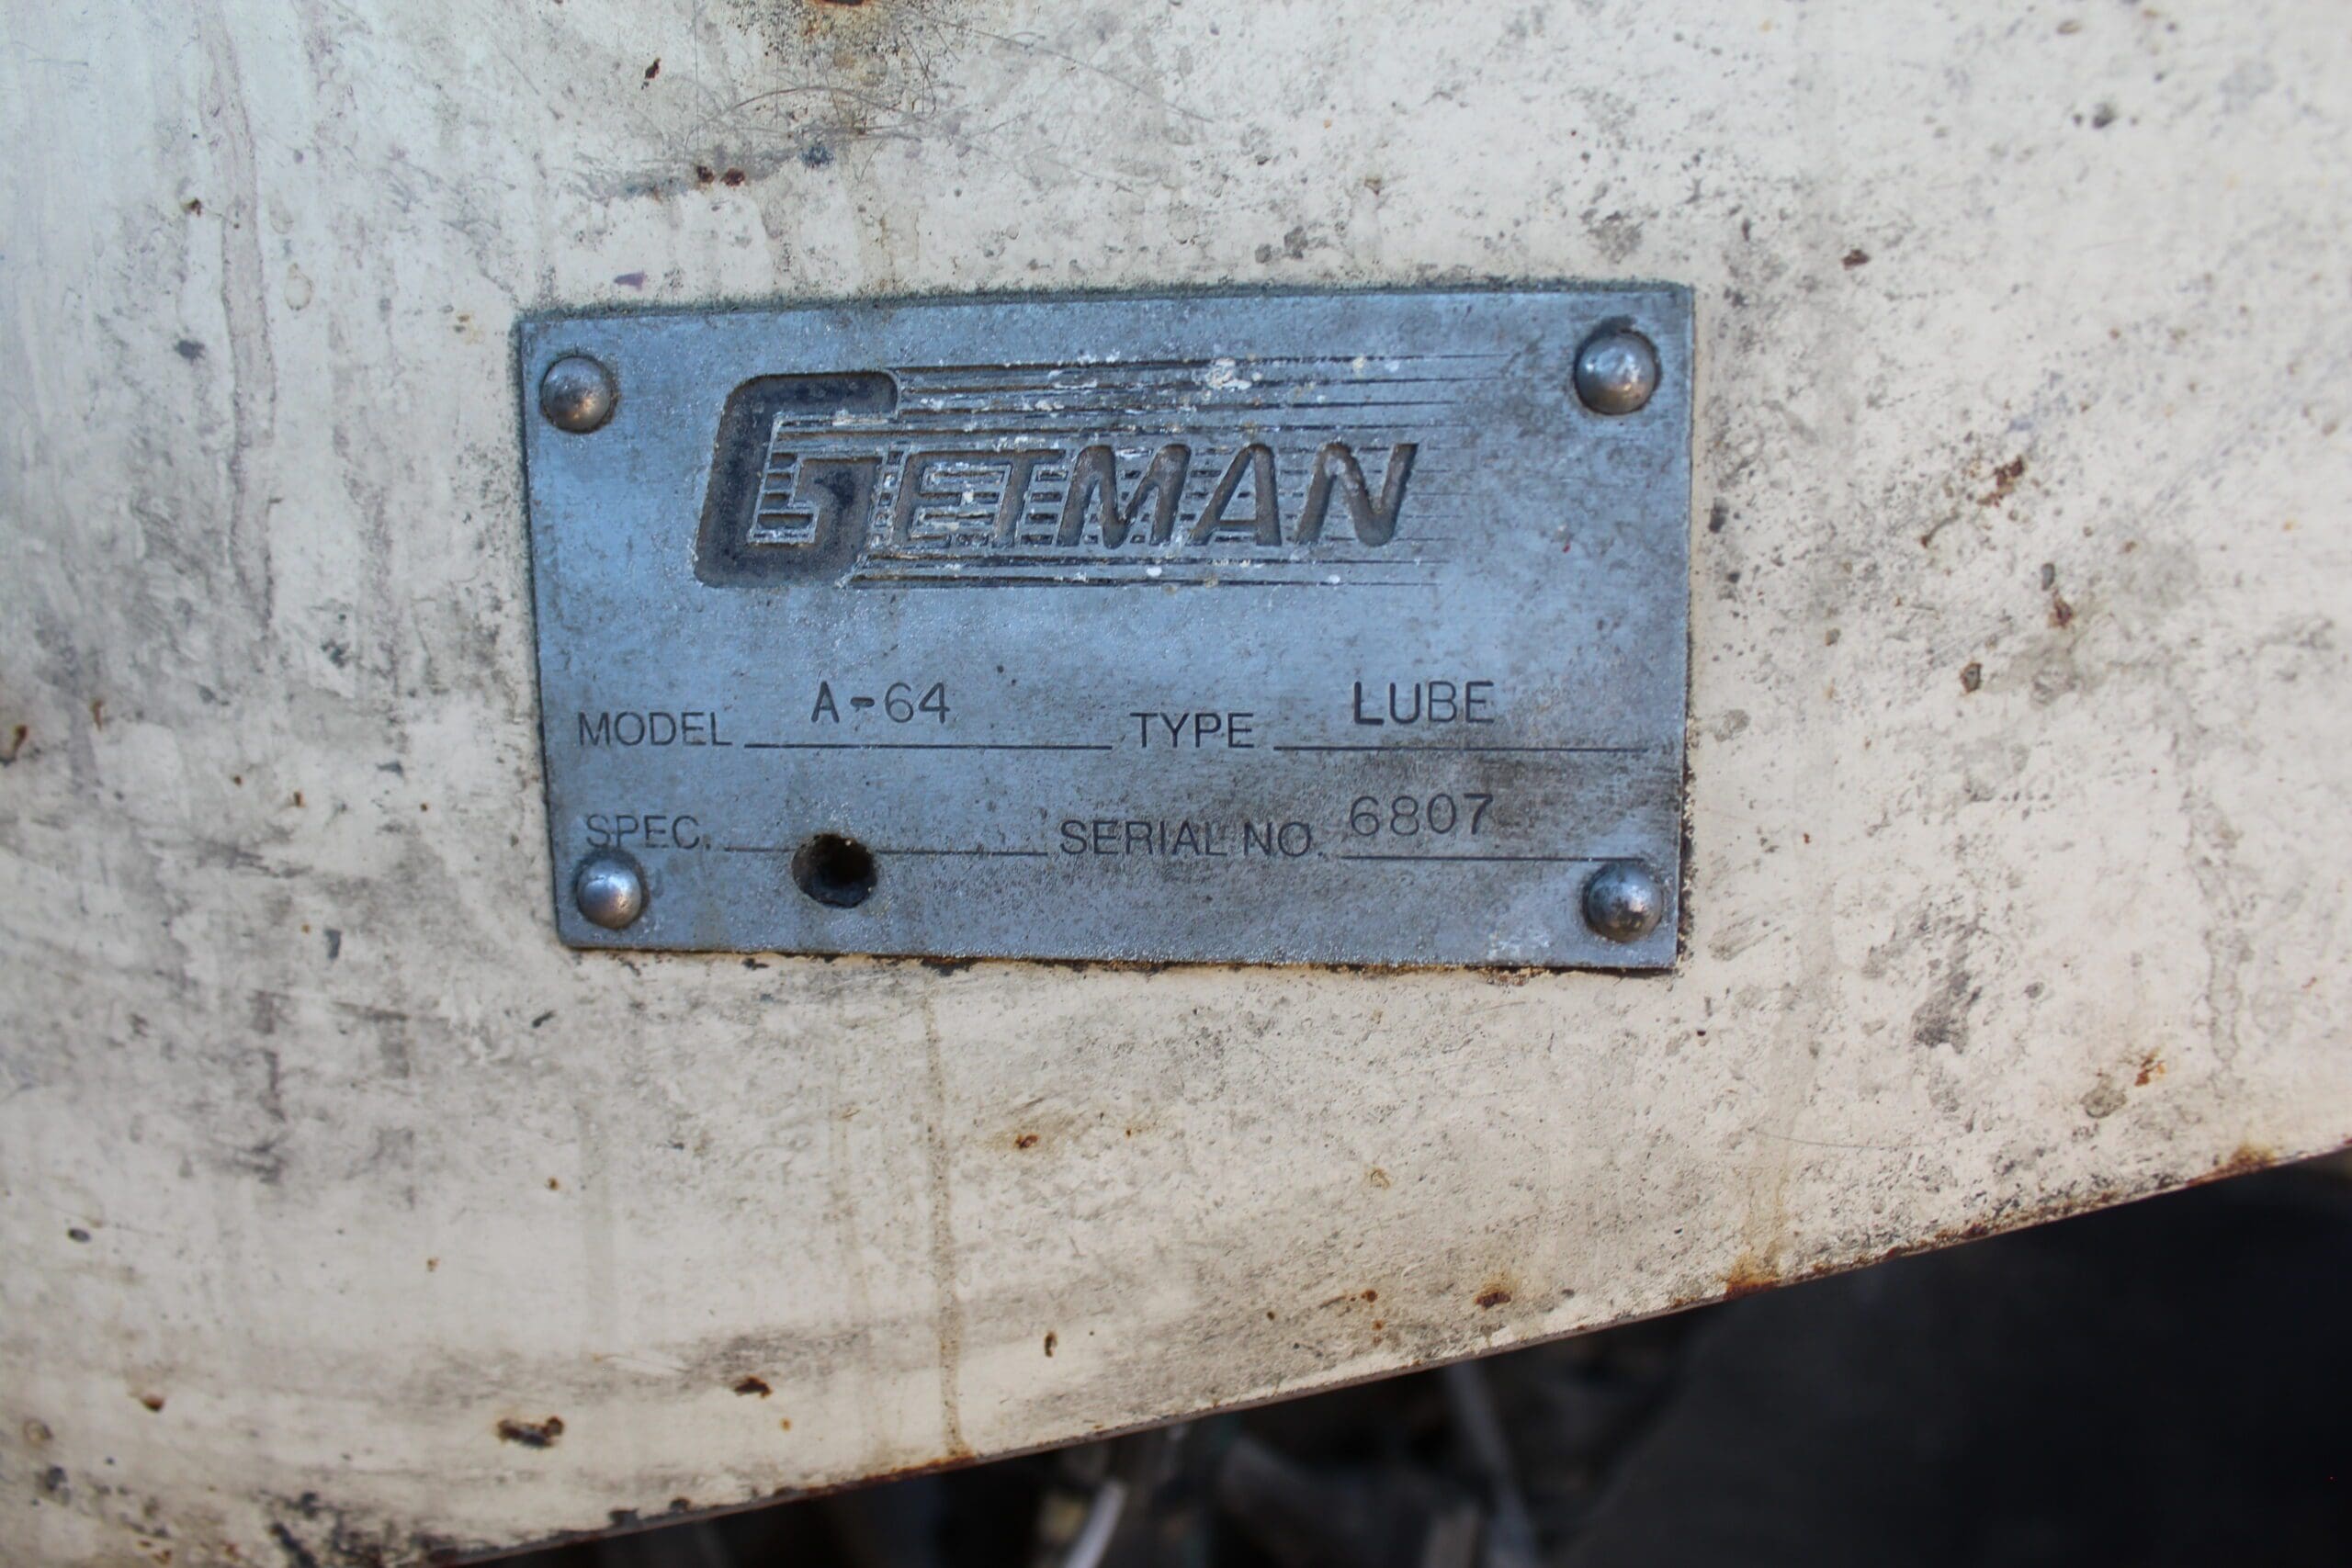 GETMAN
MODEL A-64 TYPE LUBE
SPEC. SERIAL NO. 6807